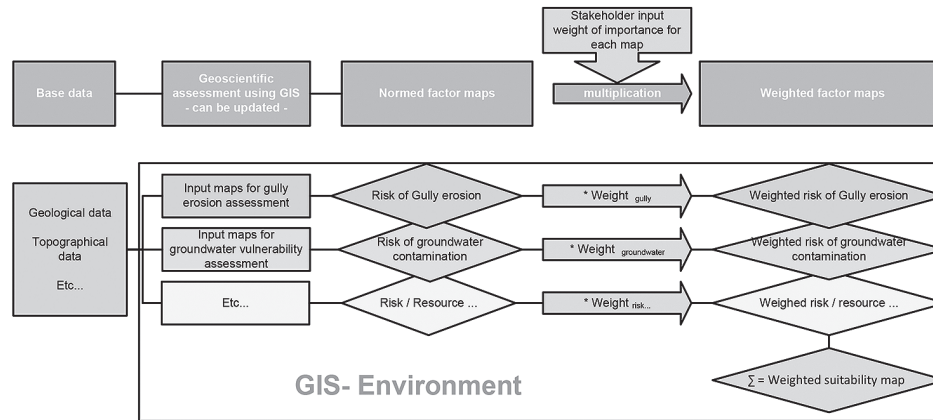 Stakeholder input
weight of importance for
each map
Base data
Geoscientific
assessment using GIS
- can be updated -
Normed factor maps
multiplication
Weighted factor maps
Geological data
Topographical
data
Etc...
Input maps for gully
erosion assessment
Risk of Gully erosion
* Weight gully
Weighted risk of Gully erosion
Input maps for
groundwater vulnerability
assessment
Risk of groundwater
contamination
* Weight groundwater
Weighted risk of groundwater
contamination
Etc...
Risk / Resource ...
* Weight risk...
Weighed risk / resource ...
∑ = Weighted suitability map
GIS- Environment